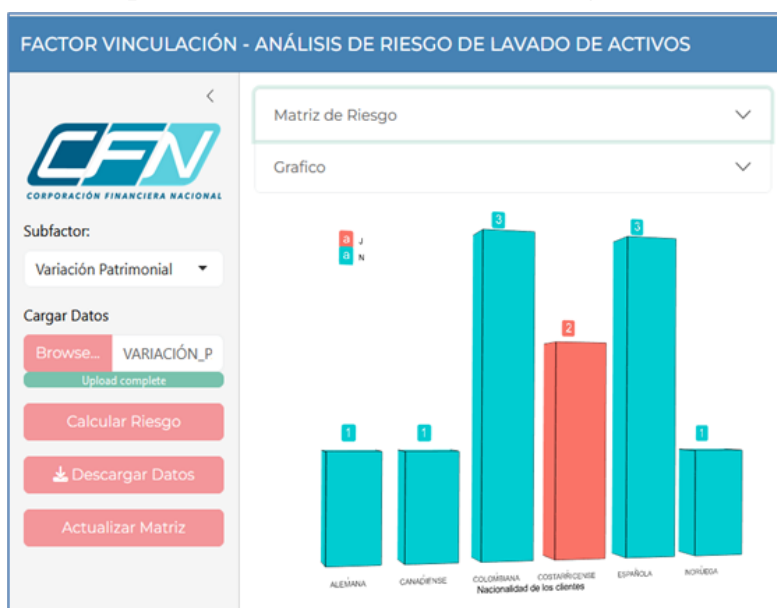 FACTOR VINCULACIÓN - ANÁLISIS DE RIESGO DE LAVADO DE ACTIVOS
CFN
CORPORACIÓN FINANCIERA NACIONAL
Subfactor:
Variación Patrimonial
Cargar Datos
Browse... VARIACIÓN_P
Upload complete
Calcular Riesgo
Descargar Datos
Actualizar Matriz
Matriz de Riesgo
Grafico
a J
a N
1
1
3
2
3
1
ALEMANA
CANADIENSE
COLOMBIANA
COSTARRICENSE
ESPAÑOLA
NORUEGA
Nacionalidad de los clientes